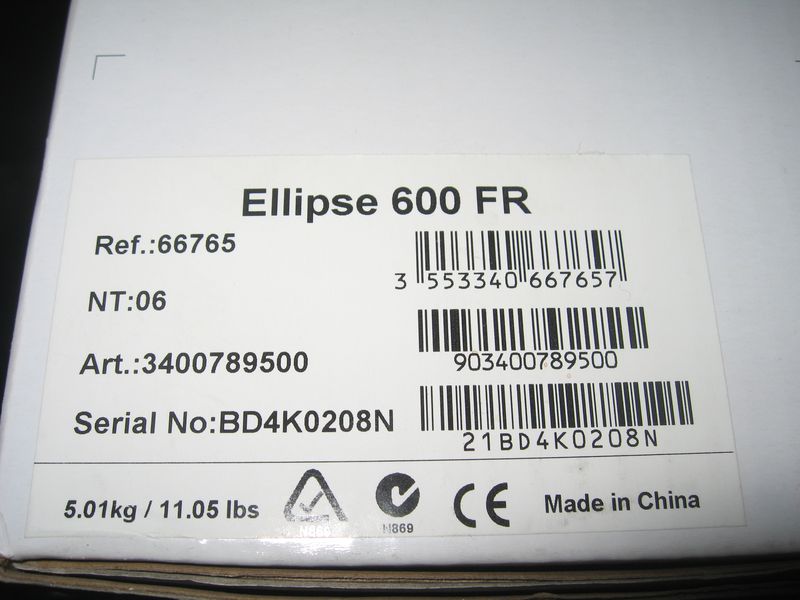 Ellipse 600 FR
Ref.:66765
3 553340 667657
NT:06
903400789500
Art.:3400789500
Serial No:BD4K0208N
21BD4K0208N
5.01kg / 11.05 lbs
N869
CE
Made in China